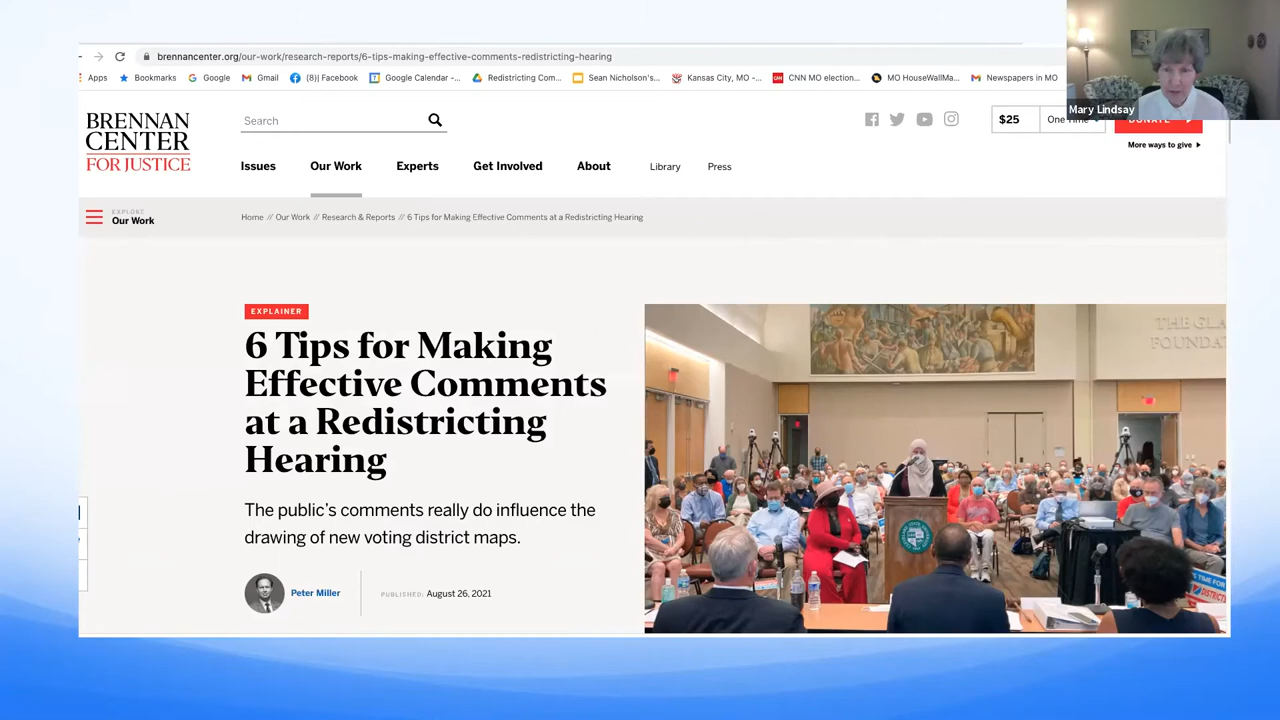 brennancenter.org/our-work/research-reports/6-tips-making-effective-comments-redistricting-hearing
Apps Bookmarks Google Gmail (8)| Facebook Google Calendar -... Redistricting Com... Sean Nicholson's... Kansas City, MO -... CNN MO election... MO HouseWallMa... Newspapers in MO
Mary Lindsay
BRENNAN
CENTER
FOR JUSTICE
Search
$25 One Time DONATE
More ways to give
Issues Our Work Experts Get Involved About Library Press
EXPLORE
Our Work
Home // Our Work // Research & Reports // 6 Tips for Making Effective Comments at a Redistricting Hearing
EXPLAINER
6 Tips for Making
Effective Comments
at a Redistricting
Hearing
The public's comments really do influence the
drawing of new voting district maps.
Peter Miller
PUBLISHED: August 26, 2021
THE GLA
FOUNDAT